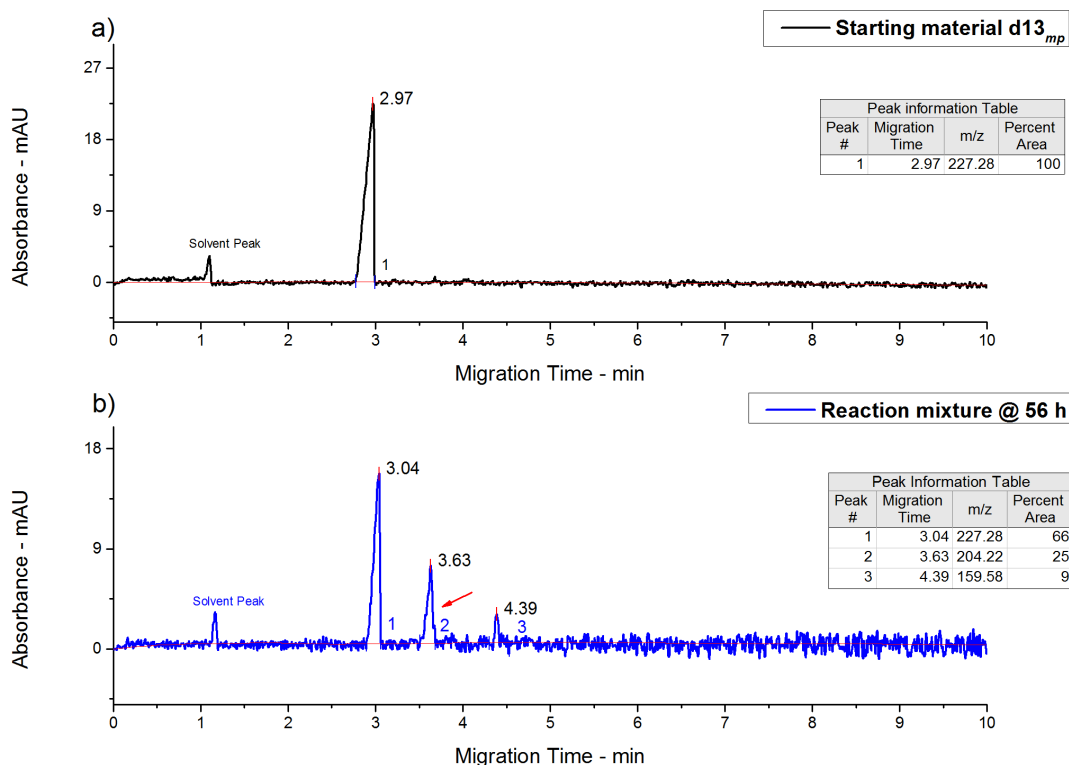 a)
Starting material d13mp
27
18
9
0
Absorbance - mAU
2.97
Solvent Peak
1
Peak information Table
Peak # Migration Time m/z Percent Area
1 2.97 227.28 100
0 1 2 3 4 5 6 7 8 9 10
Migration Time - min
b)
Reaction mixture @ 56 h
18
9
0
Absorbance - mAU
3.04
3.63
4.39
Solvent Peak
1 2 3
Peak Information Table
Peak # Migration Time m/z Percent Area
1 3.04 227.28 66
2 3.63 204.22 25
3 4.39 159.58 9
0 1 2 3 4 5 6 7 8 9 10
Migration Time - min